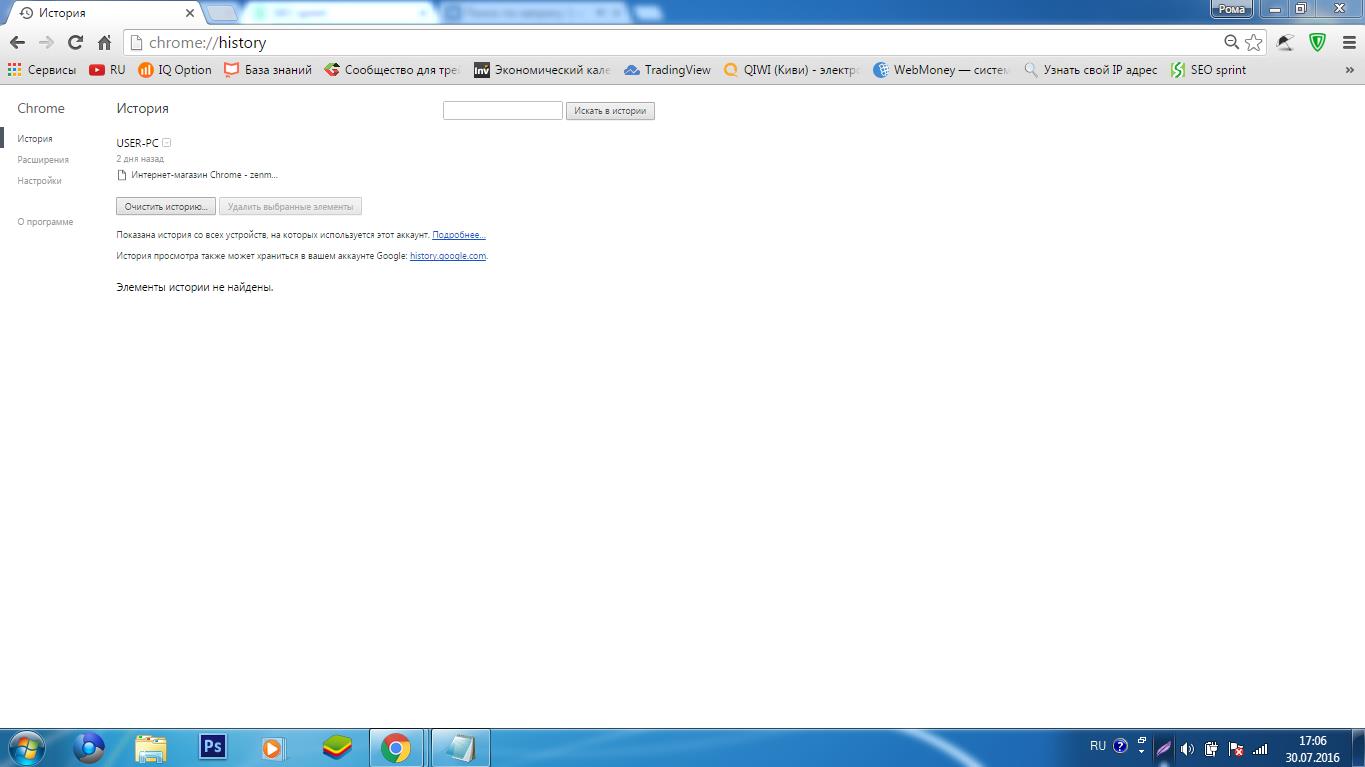 История
Рома
chrome://history
Сервисы
RU
IQ Option
База знаний
Сообщество для тре
Экономический кале
TradingView
QIWI (Киви) - электро
WebMoney — систем
Узнать свой IP адрес
SEO sprint
»
Chrome
История
Искать в истории
История
USER-PC
Расширения
2 дня назад
Настройки
Интернет-магазин Chrome - zenm...
Очистить историю...
Удалить выбранные элементы
О программе
Показана история со всех устройств, на которых используется этот аккаунт. Подробнее...
История просмотра также может храниться в вашем аккаунте Google: history.google.com.
Элементы истории не найдены.
Ps
RU
17:06
30.07.2016